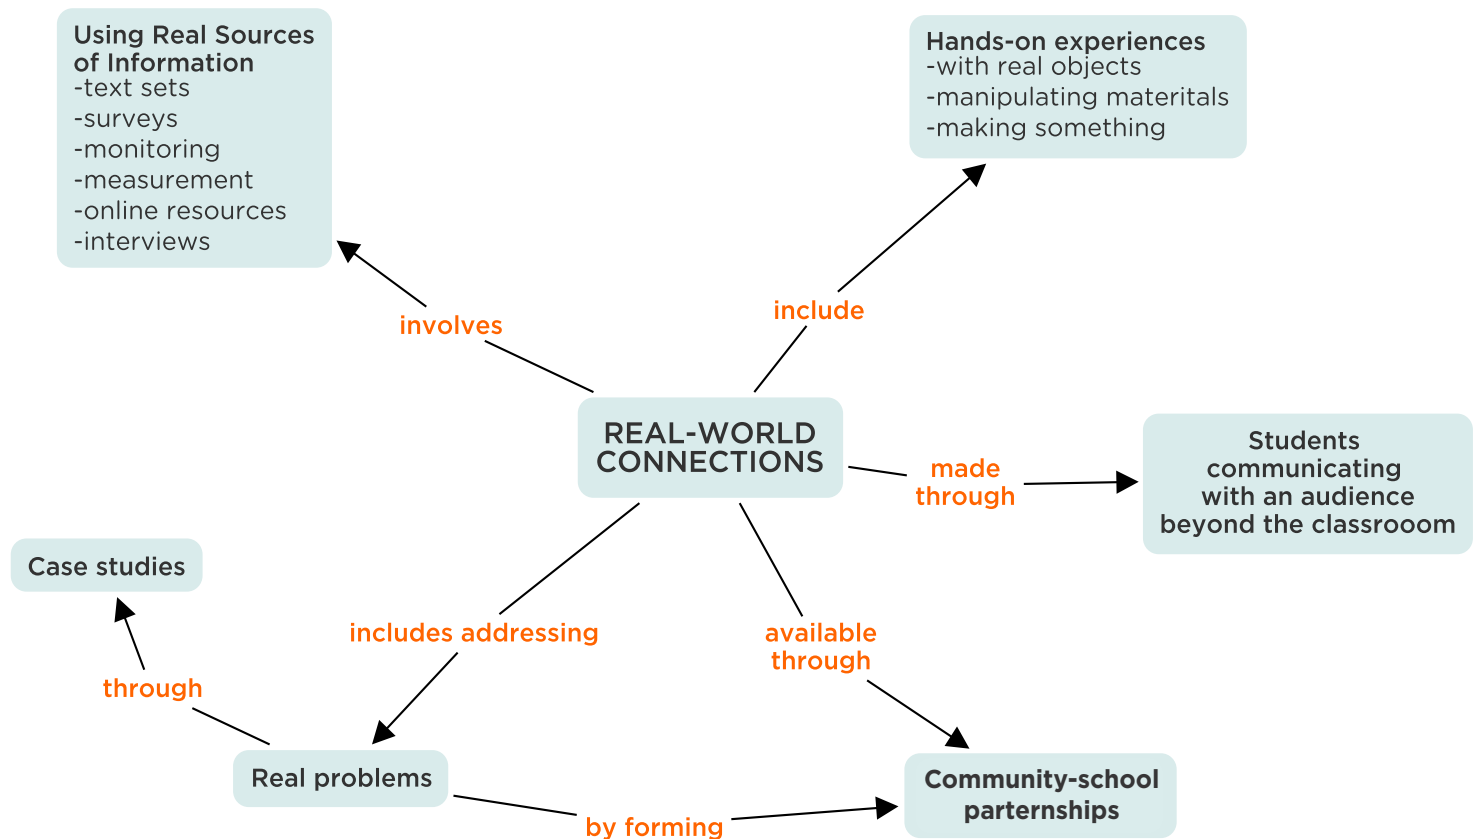 Using Real Sources
of Information
-text sets
-surveys
-monitoring
-measurement
-online resources
-interviews
Hands-on experiences
-with real objects
-manipulating materitals
-making something
involves
include
REAL-WORLD
CONNECTIONS
made
through
Students
communicating
with an audience
beyond the classrooom
Case studies
includes addressing
available
through
through
Real problems
by forming
Community-school
parternships